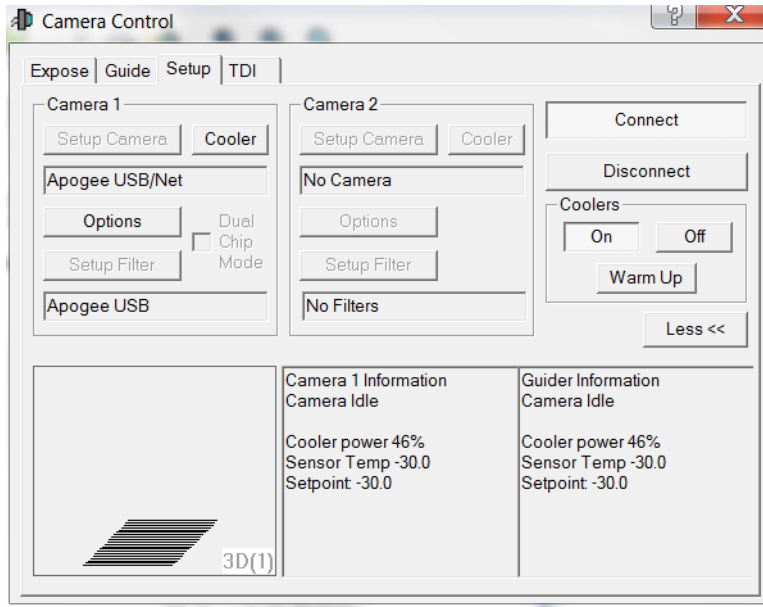 Camera Control
?
X
Expose Guide Setup TDI
Camera 1
Setup Camera Cooler
Apogee USB/Net
Options
Dual
Chip
Mode
Setup Filter
Apogee USB
Camera 2
Setup Camera Cooler
No Camera
Options
Setup Filter
No Filters
Connect
Disconnect
Coolers
On Off
Warm Up
Less <<
3D(1)
Camera 1 Information
Camera Idle
Cooler power 46%
Sensor Temp -30.0
Setpoint: -30.0
Guider Information
Camera Idle
Cooler power 46%
Sensor Temp -30.0
Setpoint: -30.0